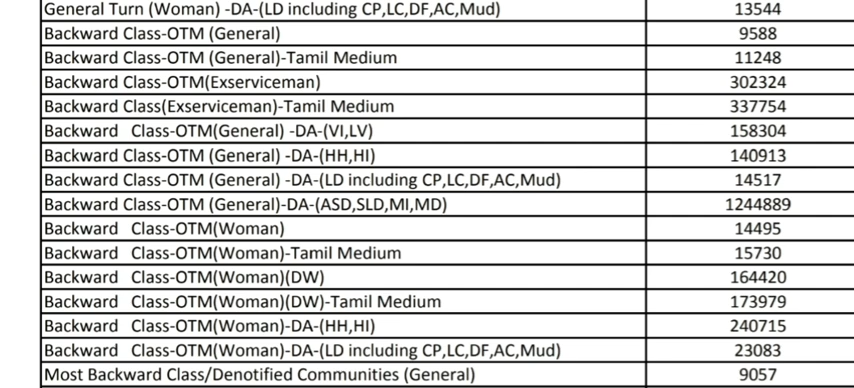 General Turn (Woman) -DA-(LD including CP,LC,DF,AC,Mud) 13544
Backward Class-OTM (General) 9588
Backward Class-OTM (General)-Tamil Medium 11248
Backward Class-OTM(Exserviceman) 302324
Backward Class(Exserviceman)-Tamil Medium 337754
Backward Class-OTM(General) -DA-(VI,LV) 158304
Backward Class-OTM (General) -DA-(HH,HI) 140913
Backward Class-OTM (General) -DA-(LD including CP,LC,DF,AC,Mud) 14517
Backward Class-OTM (General)-DA-(ASD,SLD,MI,MD) 1244889
Backward Class-OTM(Woman) 14495
Backward Class-OTM(Woman)-Tamil Medium 15730
Backward Class-OTM(Woman)(DW) 164420
Backward Class-OTM(Woman)(DW)-Tamil Medium 173979
Backward Class-OTM(Woman)-DA-(HH,HI) 240715
Backward Class-OTM(Woman)-DA-(LD including CP,LC,DF,AC,Mud) 23083
Most Backward Class/Denotified Communities (General) 9057